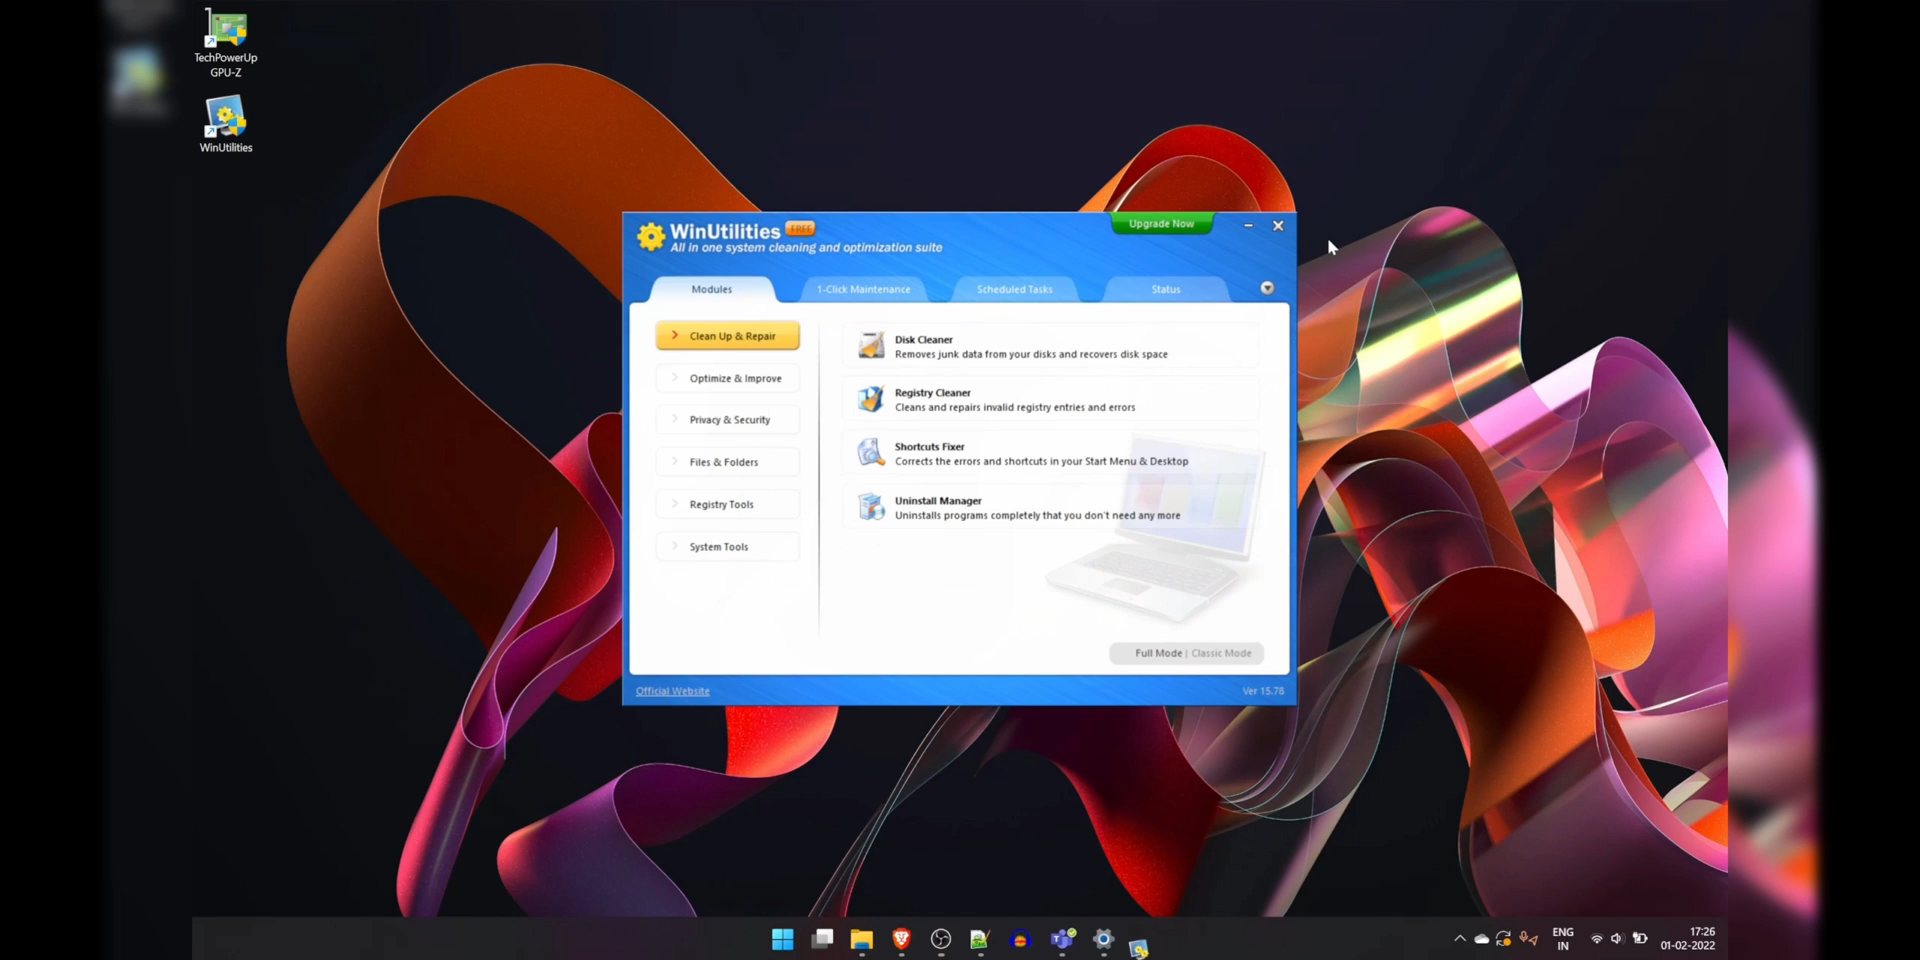 TechPowerUp
GPU-Z
WinUtilities
WinUtilities FREE
All in one system cleaning and optimization suite
Upgrade Now
Modules
1-Click Maintenance
Scheduled Tasks
Status
Clean Up & Repair
Optimize & Improve
Privacy & Security
Files & Folders
Registry Tools
System Tools
Disk Cleaner
Removes junk data from your disks and recovers disk space
Registry Cleaner
Cleans and repairs invalid registry entries and errors
Shortcuts Fixer
Corrects the errors and shortcuts in your Start Menu & Desktop
Uninstall Manager
Uninstalls programs completely that you don't need any more
Full Mode | Classic Mode
Official Website
Ver 15.78
ENG
IN
17:26
01-02-2022